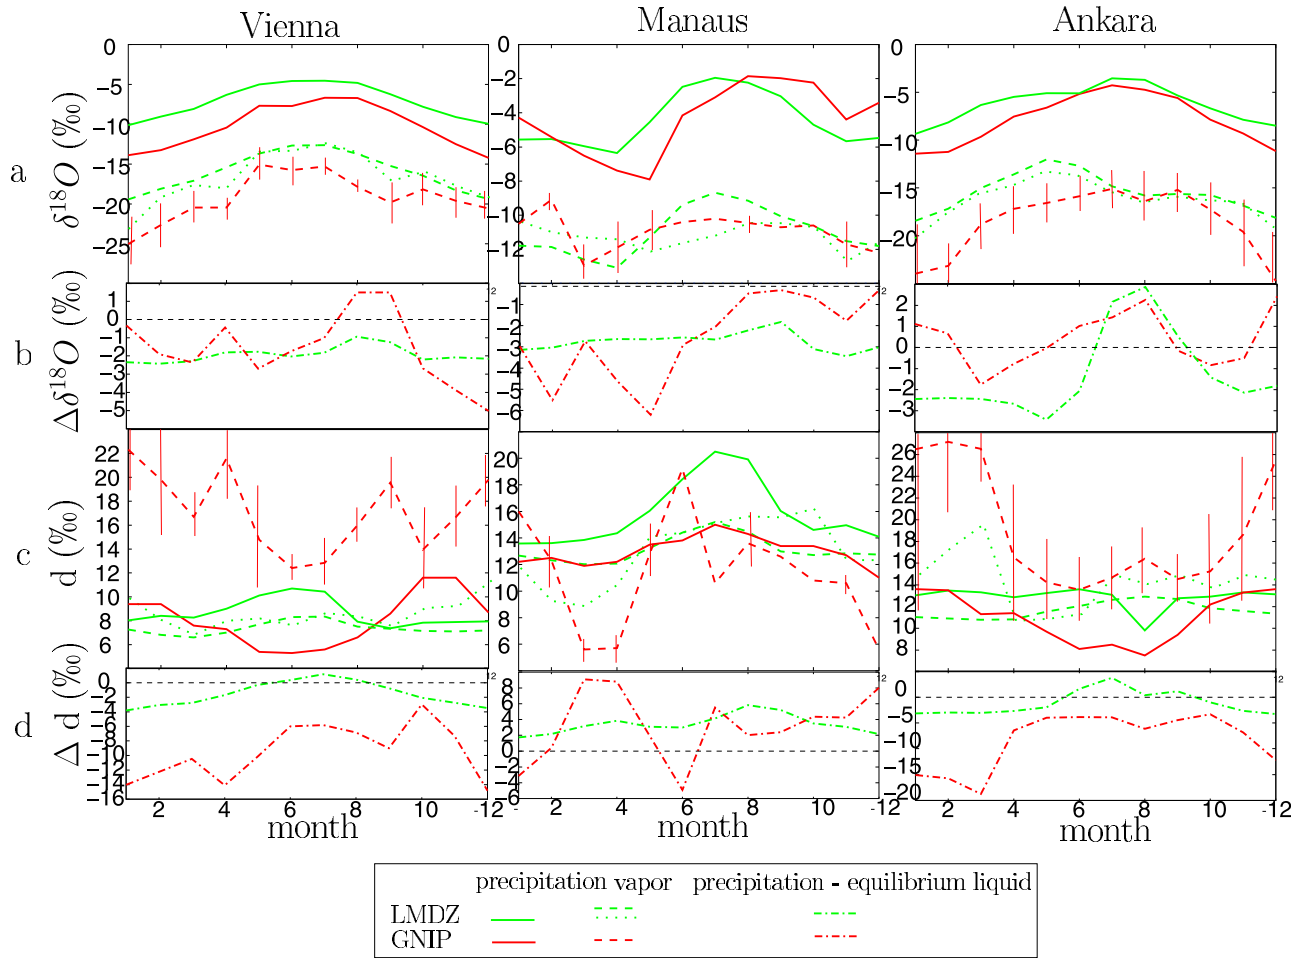 Vienna Manaus Ankara
a
δ18O (‰)
0 −5 −10 −15 −20 −25
0 −2 −4 −6 −8 −10 −12
0 −5 −10 −15 −20
b
Δδ18O (‰)
1 0 −1 −2 −3 −4 −5
−1 −2 −3 −4 −5 −6
2 1 0 −1 −2 −3
12 12
c
d (‰)
22 20 18 16 14 12 10 8 6
20 18 16 14 12 10 8 6 4
26 24 22 20 18 16 14 12 10 8
d
Δ d (‰)
0 −2 −4 −6 −8 −10 −12 −14 −16
8 6 4 2 0 −2 −4 −6
0 −5 −10 −15 −20
12 12 12
2 4 6 8 10 12
2 4 6 8 10 −12
2 4 6 8 10 −12
month month month
precipitation vapor precipitation - equilibrium liquid
LMDZ
GNIP